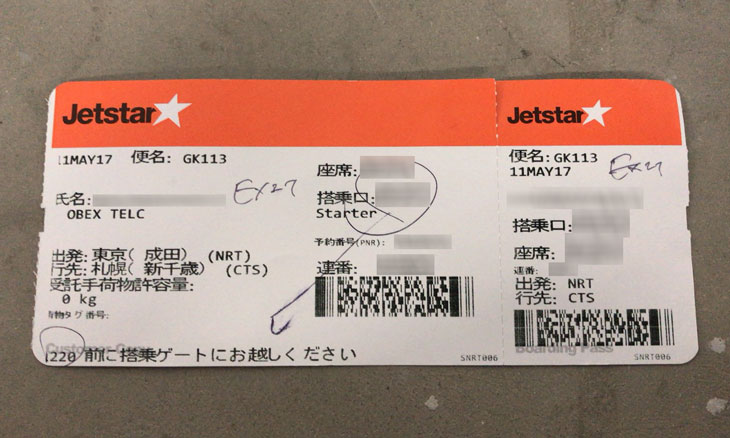 Jetstar
11MAY17 便名: GK113
氏名:
EX27
OBEX TELC
出発:東京( 成田) (NRT)
行先:札幌( 新千歳) (CTS)
受託手荷物許容量:
0 kg
荷物タグ番号:
Customer Copy
1220 前に搭乗ゲートにお越しください
座席:
搭乗口:
Starter
予約番号(PNR):
連番:
SNRT006
Jetstar
便名:GK113
11MAY17
EX27
搭乗口:
座席:
連番:
出発: NRT
行先: CTS
Boarding Pass
SNRT006